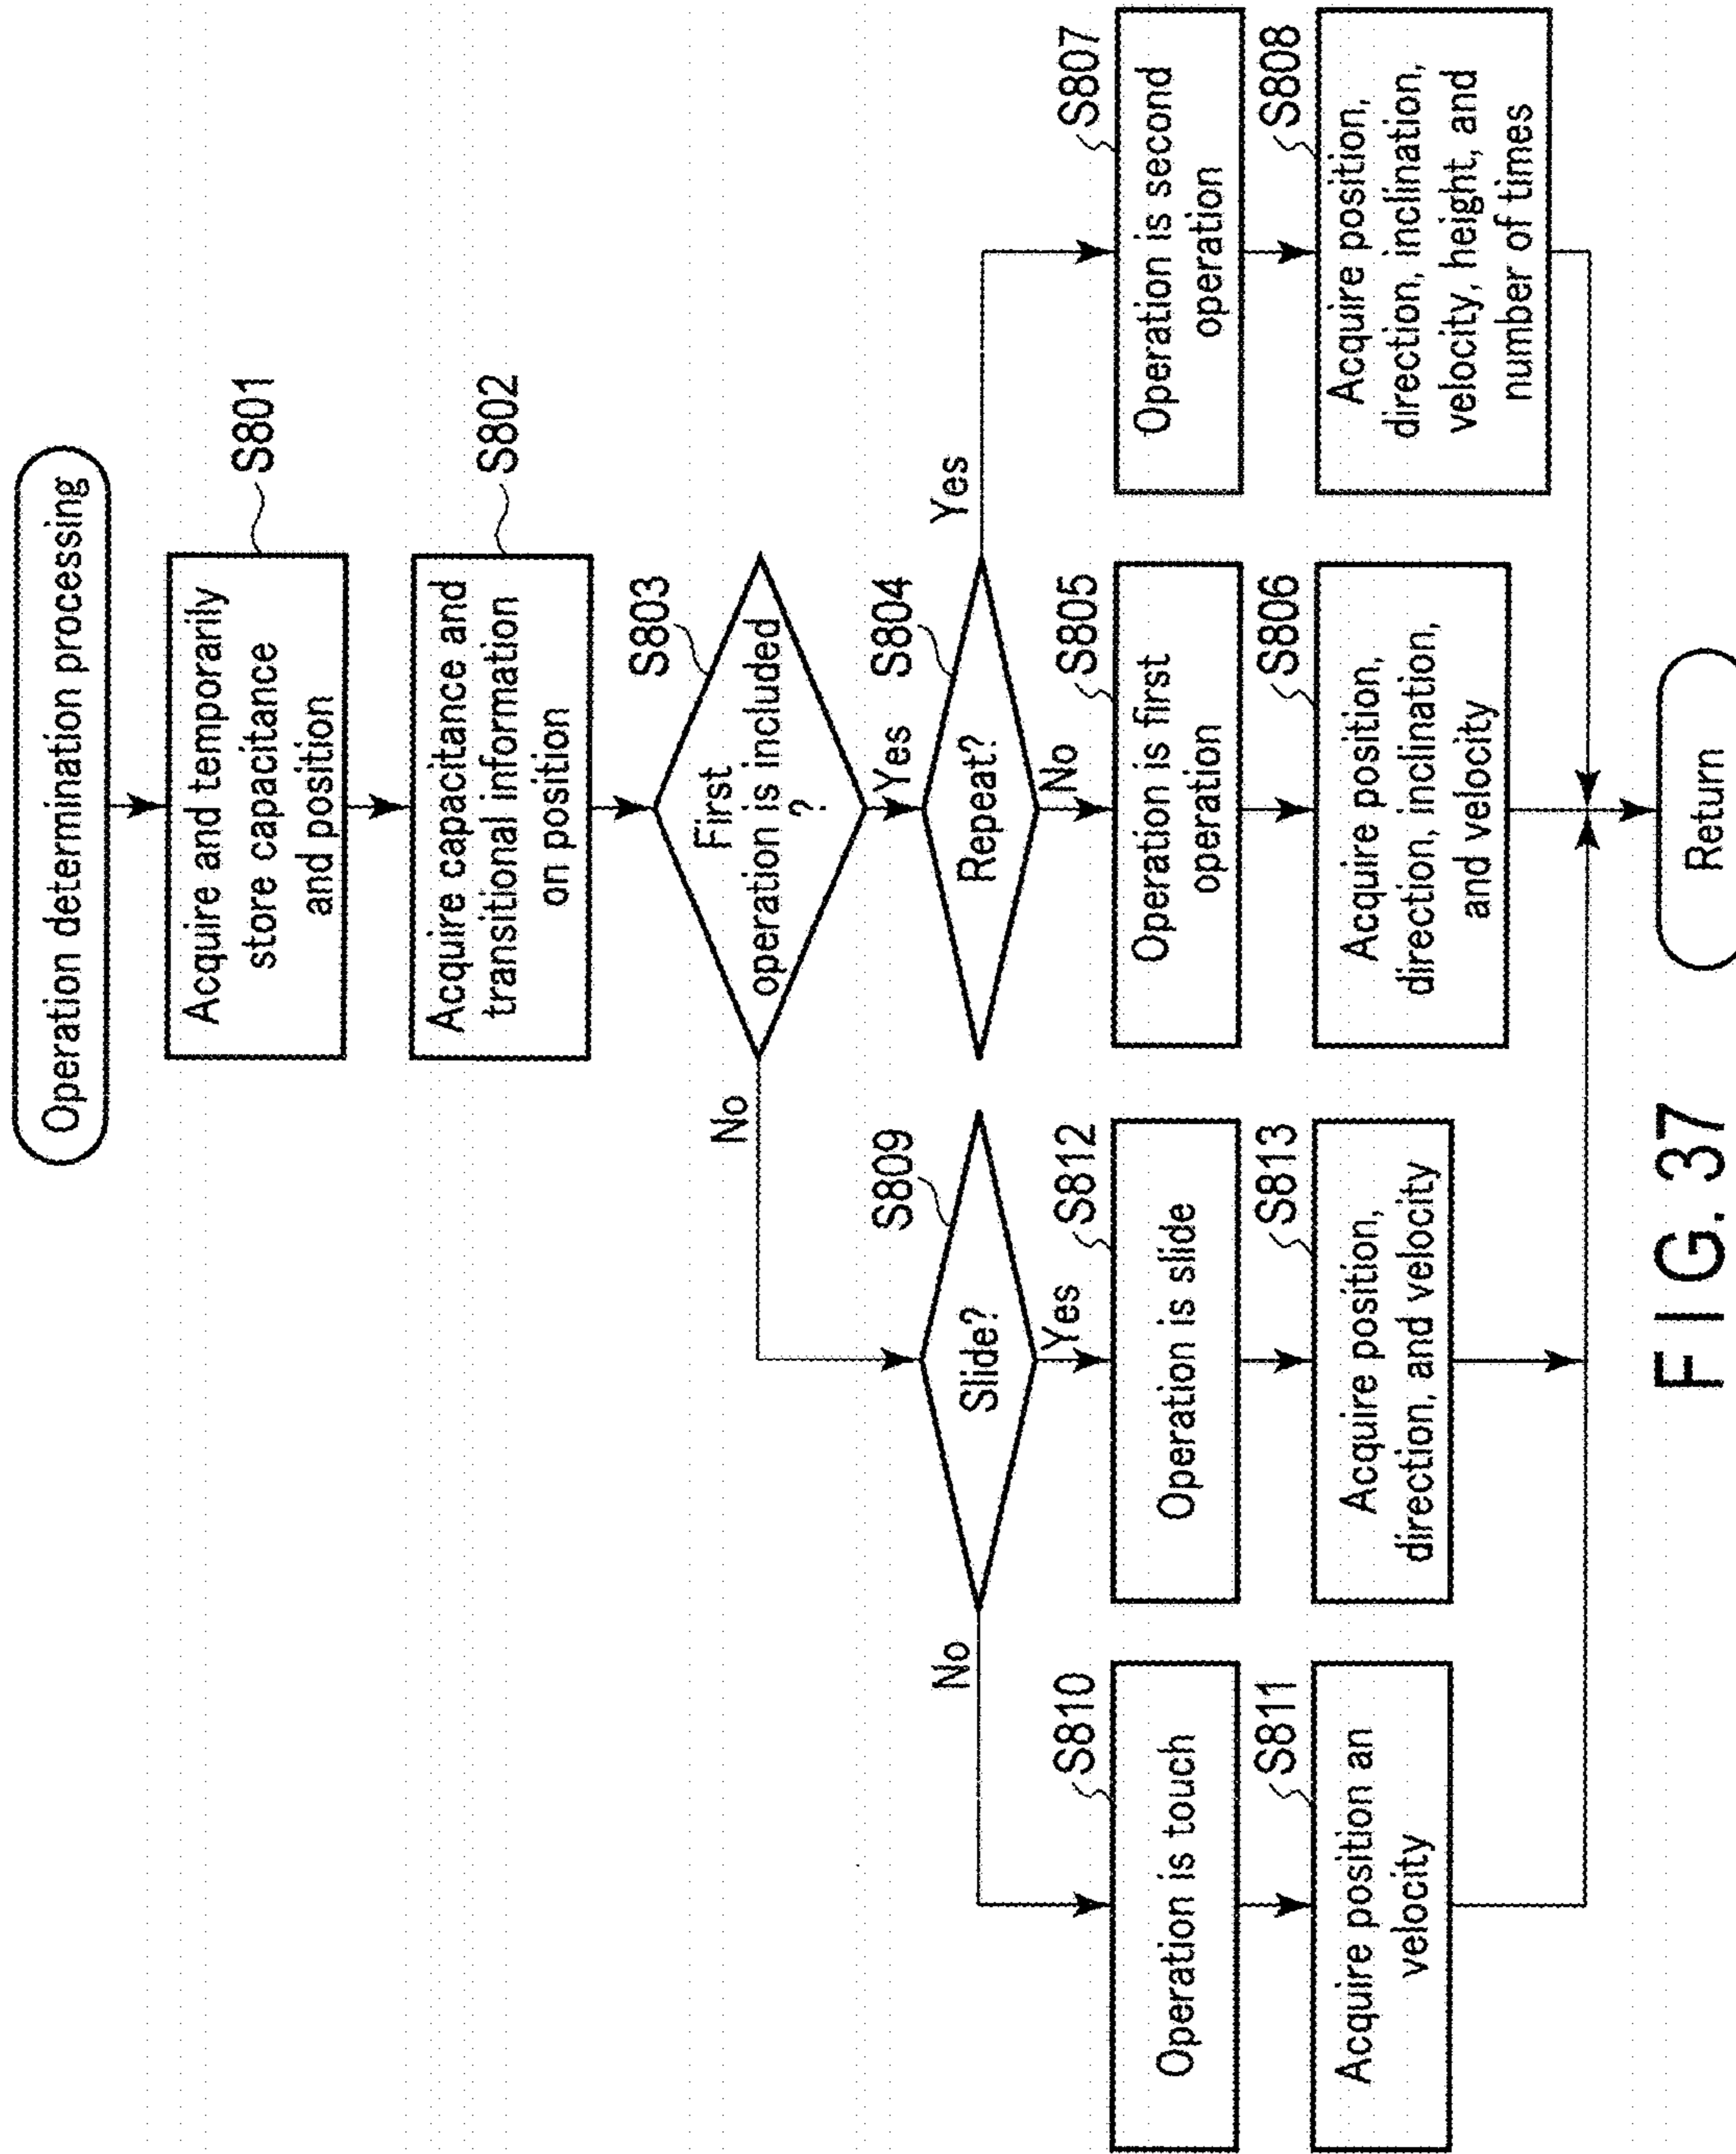 Operation determination processing
S801
Acquire and temporarily
store capacitance
and position
S802
Acquire capacitance and
transitional information
on position
S803
First
operation is included
?
No
Yes
S809
Slide?
No
Yes
S804
Repeat?
Yes
No
S810
Operation is touch
S812
Operation is slide
S805
Operation is first
operation
S807
Operation is second
operation
S811
Acquire position an
velocity
S813
Acquire position,
direction, and velocity
S806
Acquire position,
direction, inclination,
and velocity
S808
Acquire position,
direction, inclination,
velocity, height, and
number of times
Return
FIG. 37